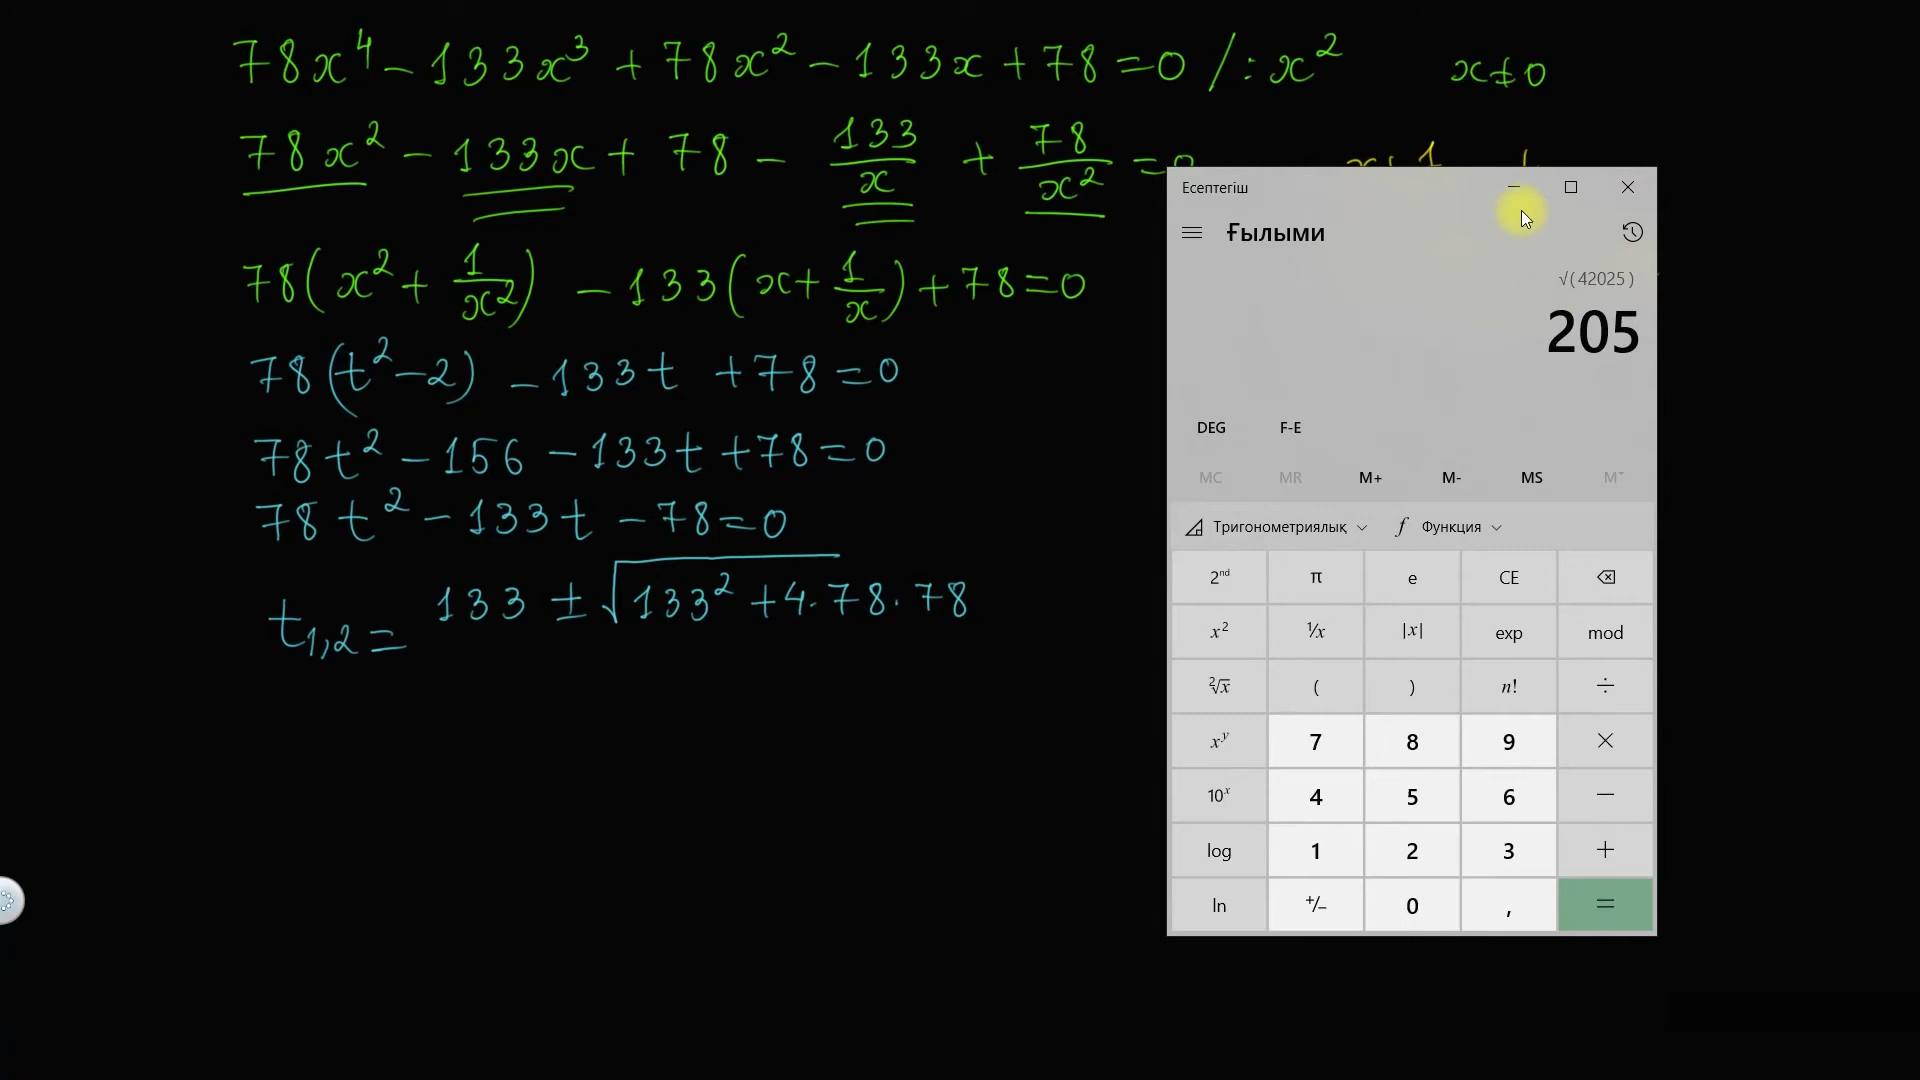 78x⁴ - 133x³ + 78x² - 133x + 78 = 0 / : x² x ≠ 0
78x² - 133x + 78 - 133/x + 78/x² = 0
78(x² + 1/x²) - 133(x + 1/x) + 78 = 0
78(t² - 2) - 133t + 78 = 0
78t² - 156 - 133t + 78 = 0
78t² - 133t - 78 = 0
t₁,₂ = 133 ± √133² + 4·78·78
Есептегіш
Ғылыми
√(42025)
205
DEG F-E
MC MR M+ M- MS M˅
Тригонометриялық ƒ Функция
2ⁿᵈ π e CE
x² ¹/x |x| exp mod
²√x ( ) n! ÷
xʸ 7 8 9 ×
10ˣ 4 5 6 −
log 1 2 3 +
ln +/− 0 , =